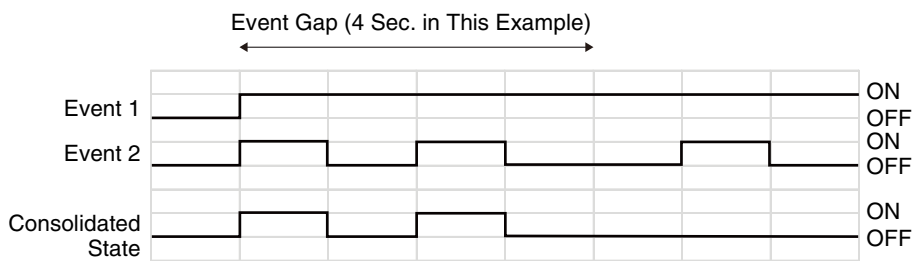 Event Gap (4 Sec. in This Example)
Event 1
ON
OFF
Event 2
ON
OFF
Consolidated
State
ON
OFF